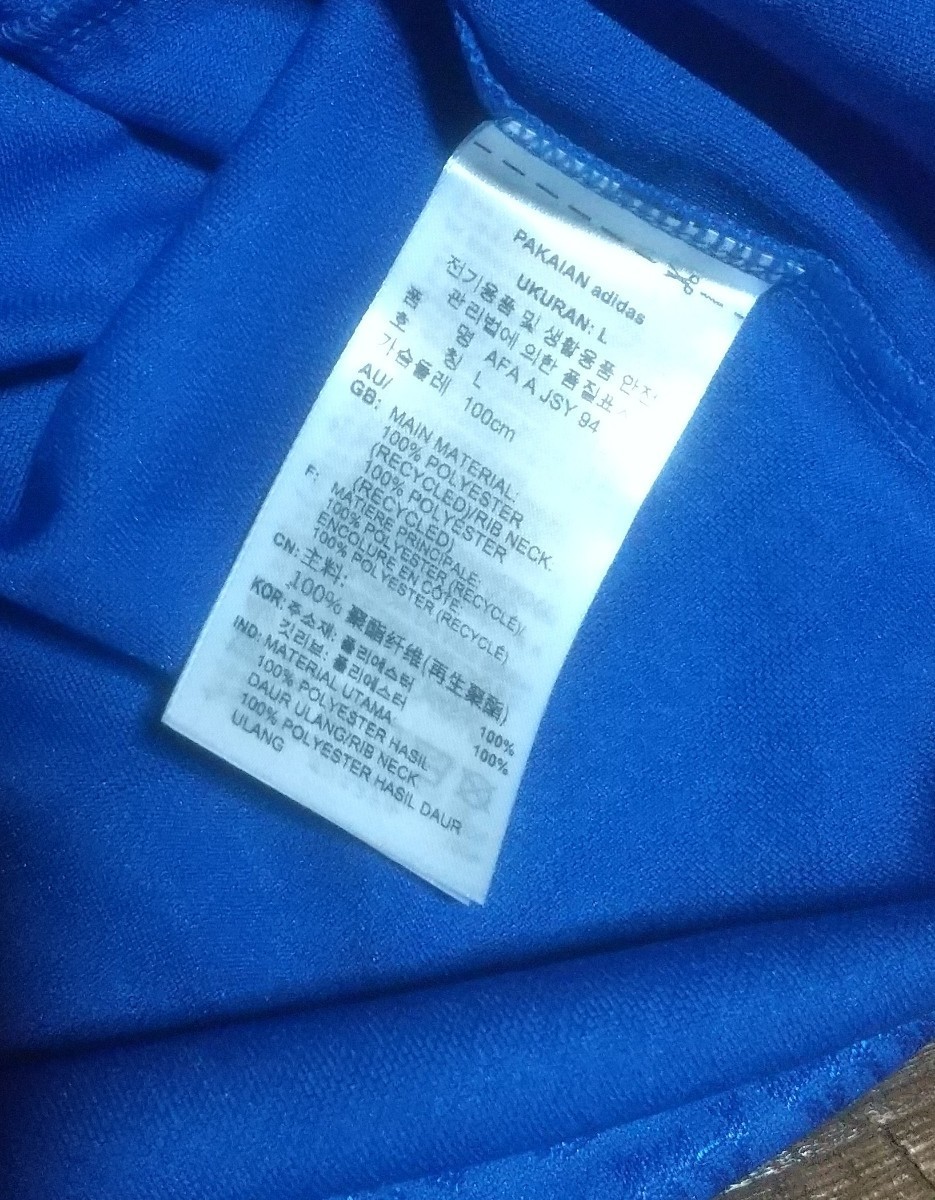 PAKAIAN adidas
UKURAN: L
전기용품 및 생활용품 안전
관리법에 의한 품질표
품 명 AFA A JSY 94
호 칭 L
가슴둘레 100cm
AU/
GB: MAIN MATERIAL:
100% POLYESTER
(RECYCLED)/RIB NECK:
100% POLYESTER
(RECYCLED)
F: MATIERE PRINCIPALE:
100% POLYESTER (RECYCLÉ)/
ENCOLURE EN CÔTE:
100% POLYESTER (RECYCLÉ)
CN: 主料:
100% 聚酯纤维(再生聚酯)
KOR: 주소재: 폴리에스터 100%
깃리브: 폴리에스터 100%
IND: MATERIAL UTAMA:
100% POLYESTER HASIL
DAUR ULANG/RIB NECK
100% POLYESTER HASIL DAUR
ULANG